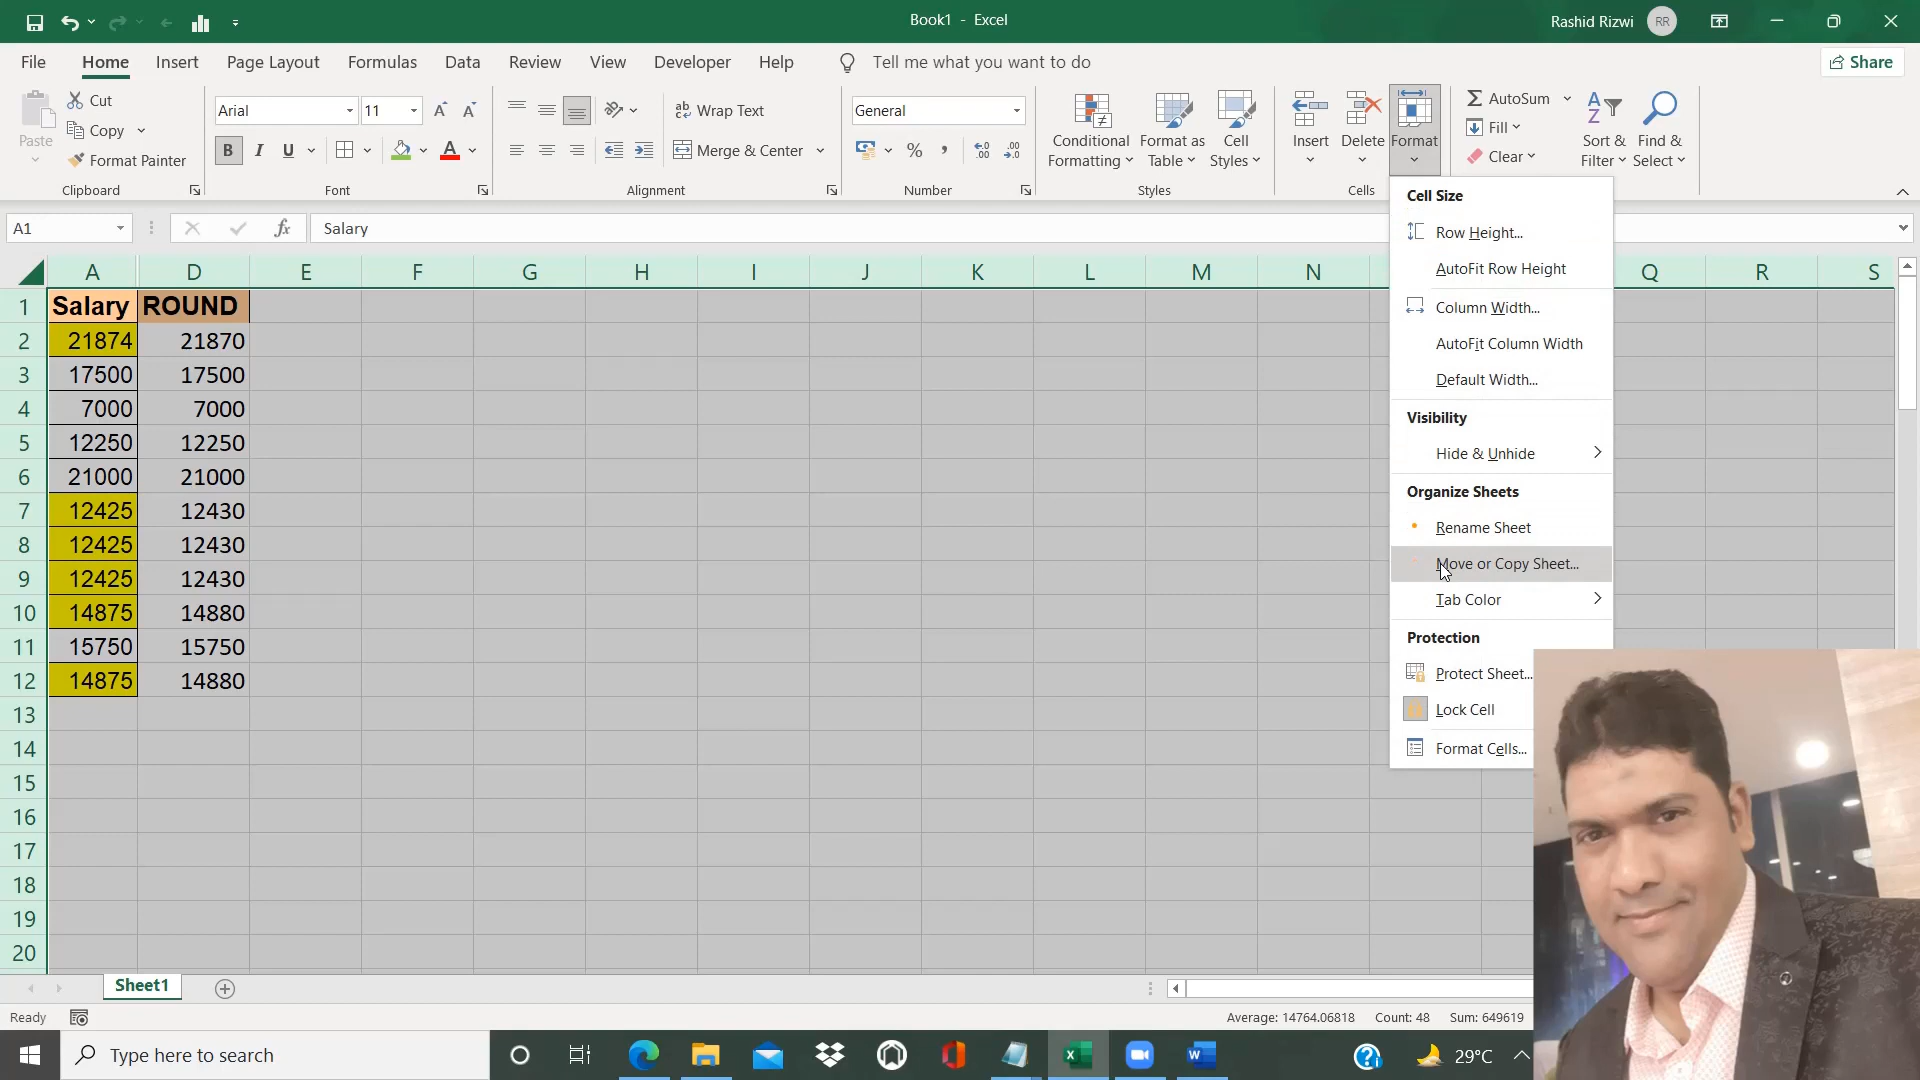 Book1 - Excel
Rashid Rizwi RR
File Home Insert Page Layout Formulas Data Review View Developer Help Tell me what you want to do Share
Paste
Cut
Copy
Format Painter
Clipboard
Arial 11
B I U A
Font
ab Wrap Text
Merge & Center
Alignment
General
% ,
Number
Conditional Formatting
Format as Table
Cell Styles
Styles
Insert Delete Format
Cells
AutoSum
Fill
Clear
Sort & Filter
Find & Select
A1 fx Salary
A D E F G H I J K L M N Q R S
1 Salary ROUND
2 21874 21870
3 17500 17500
4 7000 7000
5 12250 12250
6 21000 21000
7 12425 12430
8 12425 12430
9 12425 12430
10 14875 14880
11 15750 15750
12 14875 14880
13
14
15
16
17
18
19
20
Cell Size
Row Height...
AutoFit Row Height
Column Width...
AutoFit Column Width
Default Width...
Visibility
Hide & Unhide
Organize Sheets
Rename Sheet
Move or Copy Sheet...
Tab Color
Protection
Protect Sheet...
Lock Cell
Format Cells...
Sheet1
Ready Average: 14764.06818 Count: 48 Sum: 649619
Type here to search 29°C